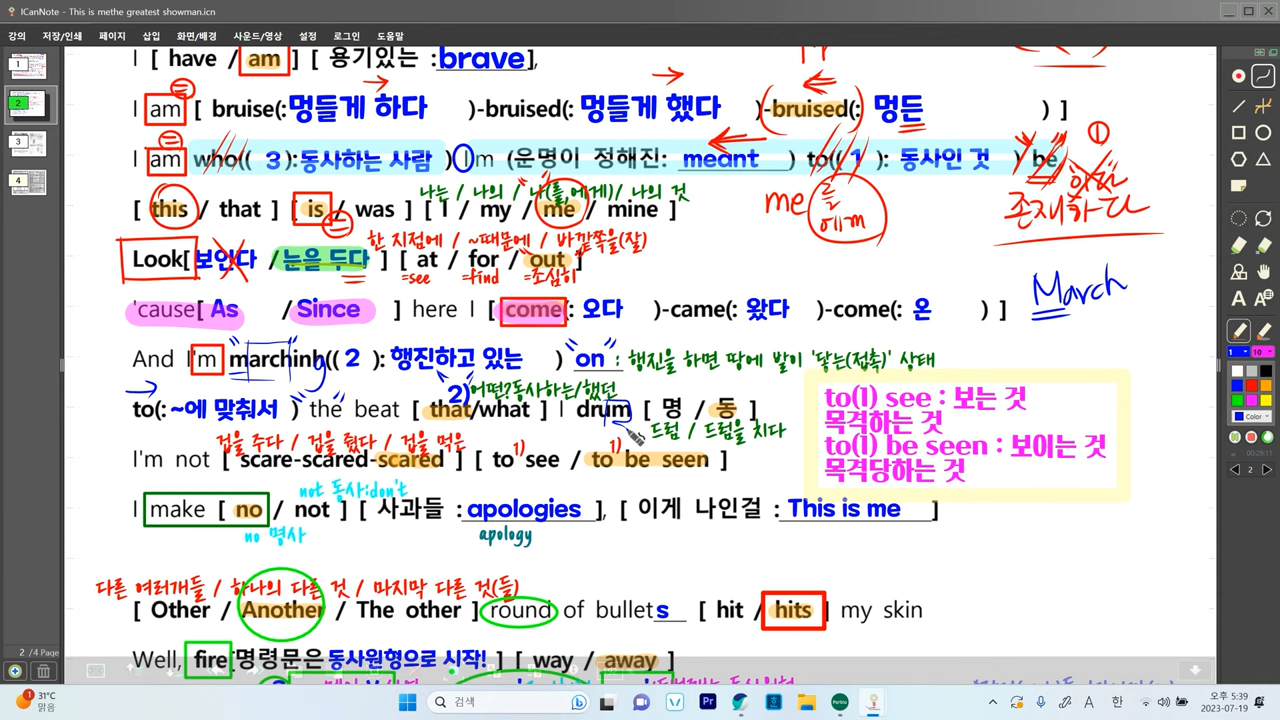 ICanNote - This is methe greatest showman.icn
강의 저장/인쇄 페이지 삽입 화면/배경 사운드/영상 설정 로그인 도움말
I [ have / am ] [ 용기있는 : brave ],
I am [ bruise(: 멍들게 하다 )-bruised(: 멍들게 했다 )-bruised(: 멍든 ) ]
①
I am who(( 3 ): 동사하는 사람 ) I'm (운명이 정해진: meant ) to(( 1 ): 동사인 것 ) be
나는 / 나의 / 나(를,에게) / 나의 것
[ this / that ] [ is / was ] [ I / my / me / mine ]
me 를 에게
존재하다
한 지점에 / ~때문에 / 바깥쪽을(잘)
Look[ 보인다 / 눈을 두다 ] [ at / for / out ]
=see =find =조심히
'cause[ As / Since ] here I [ come(: 오다 )-came(: 왔다 )-come(: 온 ) ]
March
And I'm marching(( 2 ): 행진하고 있는 ) "on" : 행진을 하면 땅에 발이 '닿는(접촉)' 상태
2) 어떤?동사하는/했던
to(: ~에 맞춰서 ) the beat [ that/what ] I drum [ 명 / 동 ]
드럼 / 드럼을 치다
to(1) see : 보는 것
목격하는 것
to(1) be seen : 보이는 것
목격당하는 것
겁을 주다 / 겁을 줬다 / 겁을 먹은 1) 1)
I'm not [ scare-scared-scared ] [ to see / to be seen ]
not 동사:don't
I make [ no / not ] [ 사과들 : apologies ], [ 이게 나인걸 : This is me ]
no 명사 apology
다른 여러개들 / 하나의 다른 것 / 마지막 다른 것(들)
[ Other / Another / The other ] round of bullets [ hit / hits ] my skin
Well, fire 명령문은 동사원형으로 시작! ] [ way / away ]
2 /4 Page
Color
00:29:11
2
31°C
맑음
검색
오후 5:39
2023-07-19